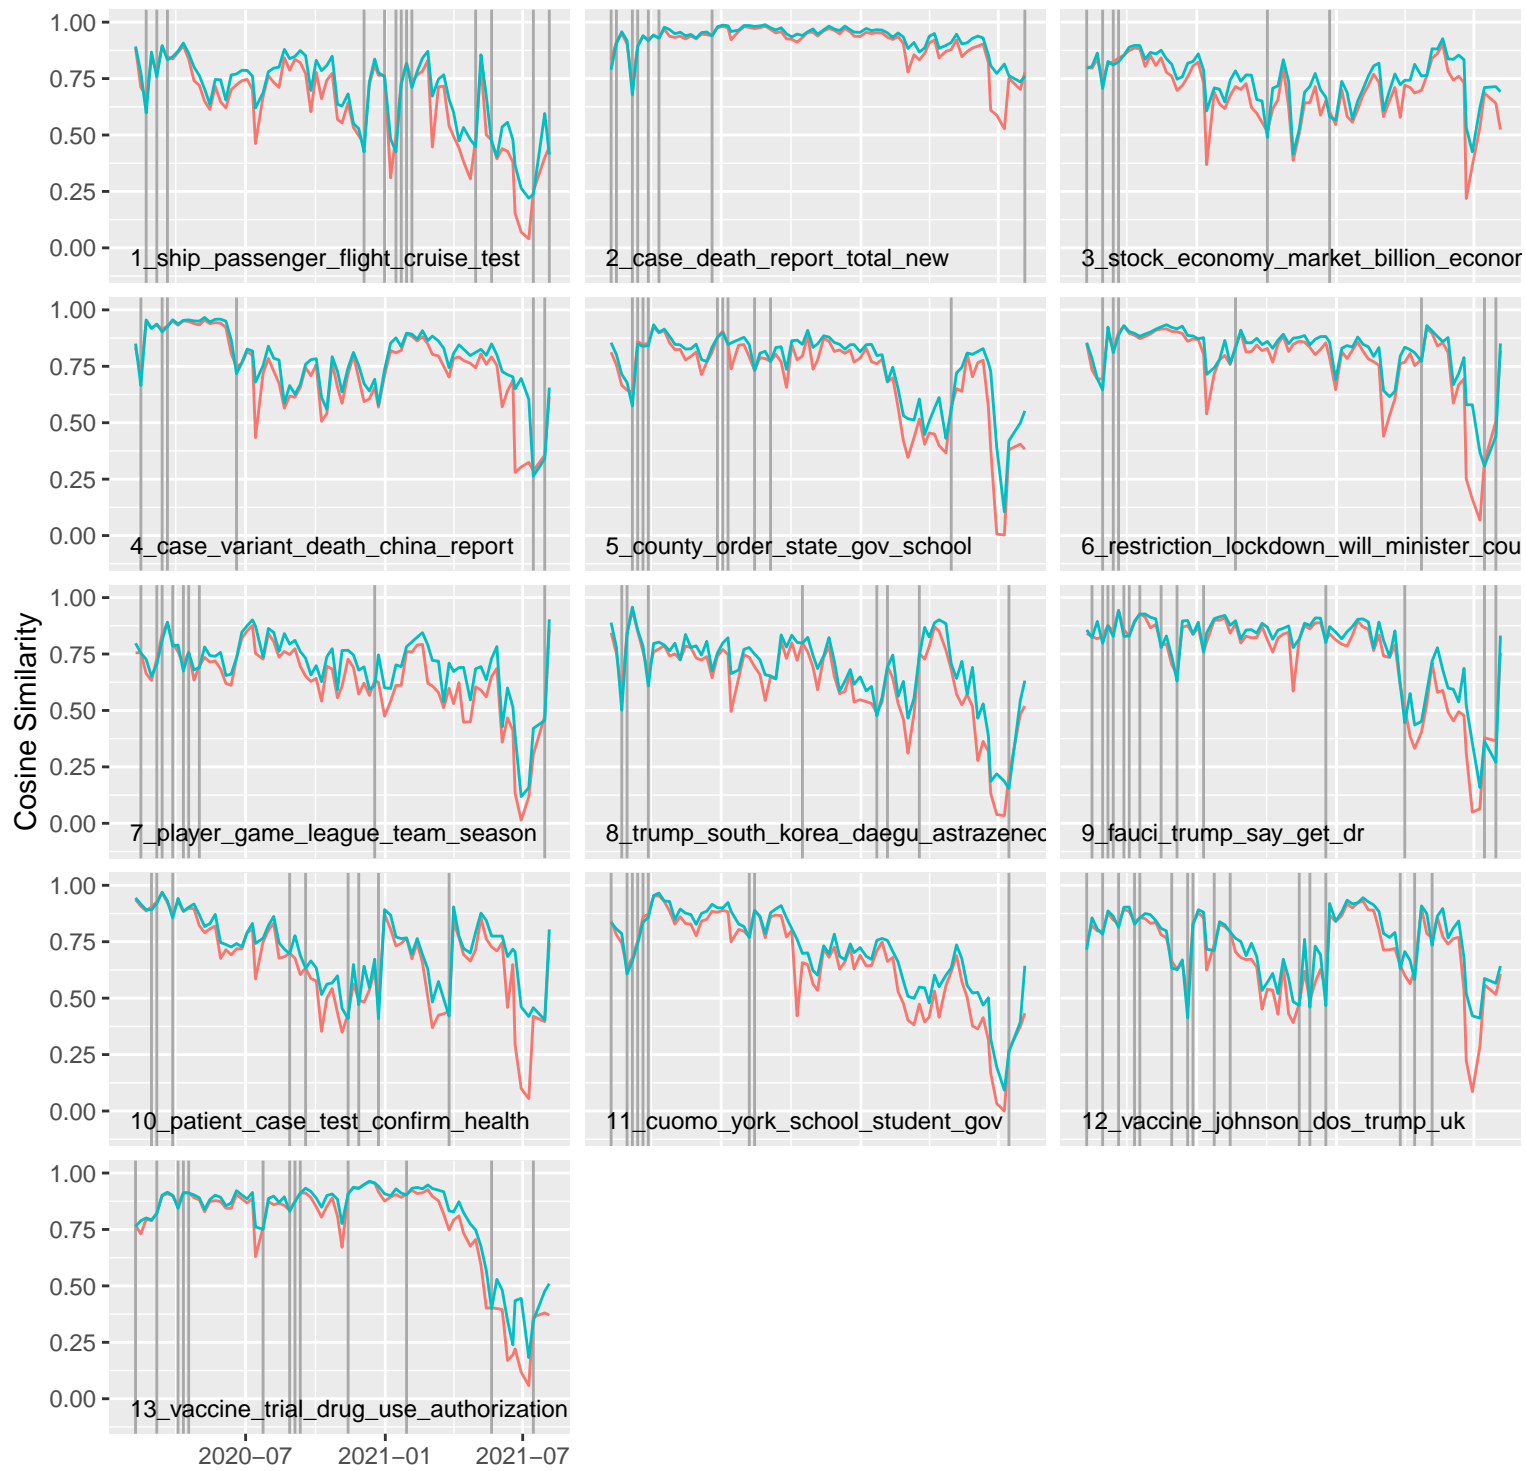 Cosine Similarity
1.00
0.75
0.50
0.25
0.00
1_ship_passenger_flight_cruise_test
2_case_death_report_total_new
3_stock_economy_market_billion_econor
1.00
0.75
0.50
0.25
0.00
4_case_variant_death_china_report
5_county_order_state_gov_school
6_restriction_lockdown_will_minister_cou
1.00
0.75
0.50
0.25
0.00
7_player_game_league_team_season
8_trump_south_korea_daegu_astrazenec
9_fauci_trump_say_get_dr
1.00
0.75
0.50
0.25
0.00
10_patient_case_test_confirm_health
11_cuomo_york_school_student_gov
12_vaccine_johnson_dos_trump_uk
1.00
0.75
0.50
0.25
0.00
13_vaccine_trial_drug_use_authorization
2020−07
2021−01
2021−07